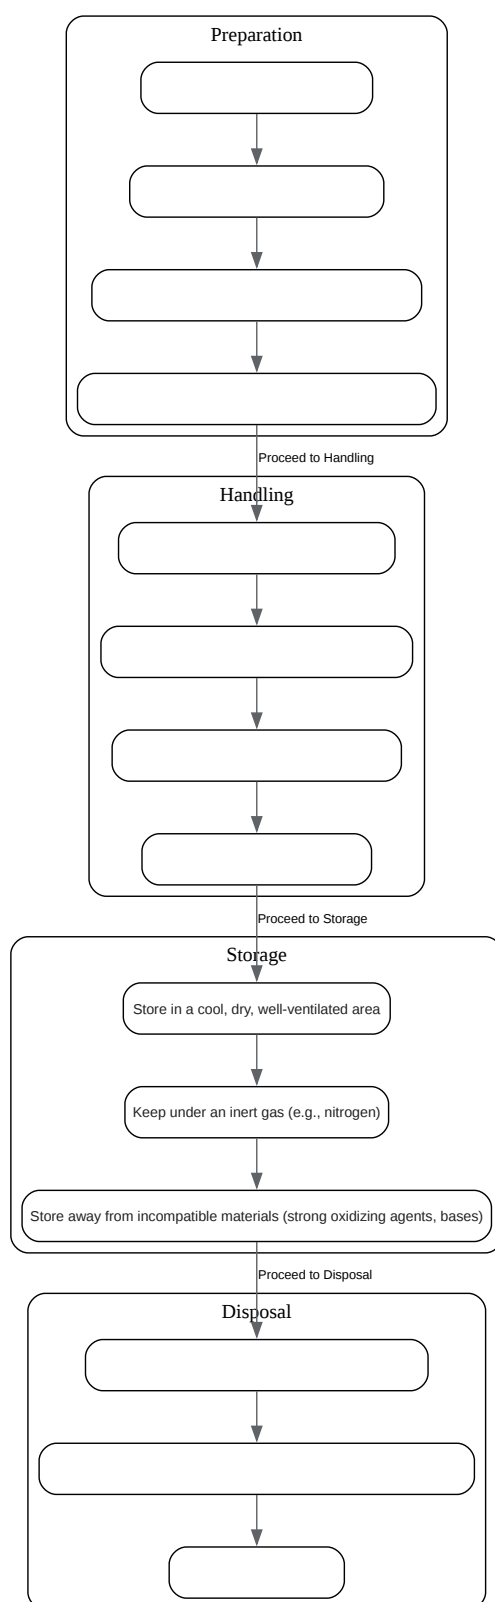 Preparation
Proceed to Handling
Handling
Proceed to Storage
Storage
Store in a cool, dry, well-ventilated area
Keep under an inert gas (e.g., nitrogen)
Store away from incompatible materials (strong oxidizing agents, bases)
Proceed to Disposal
Disposal